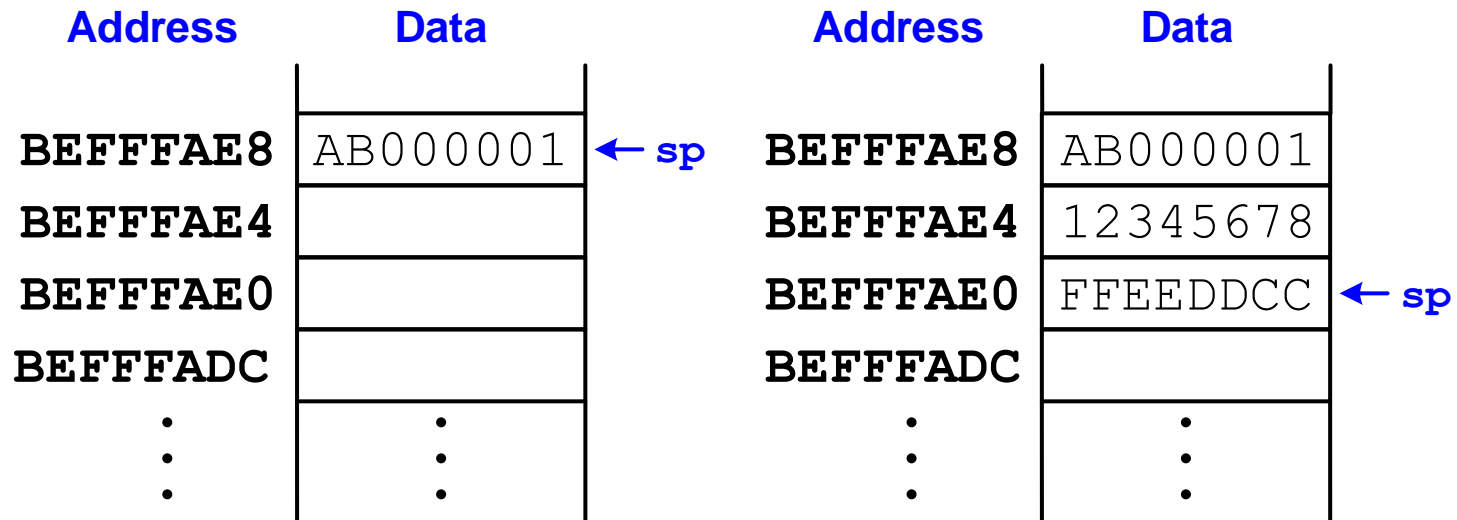 Address Data Address Data
BEFFFAE8 AB000001 sp BEFFFAE8 AB000001
BEFFFAE4 BEFFFAE4 12345678
BEFFFAE0 BEFFFAE0 FFEEDDCC sp
BEFFFADC BEFFFADC